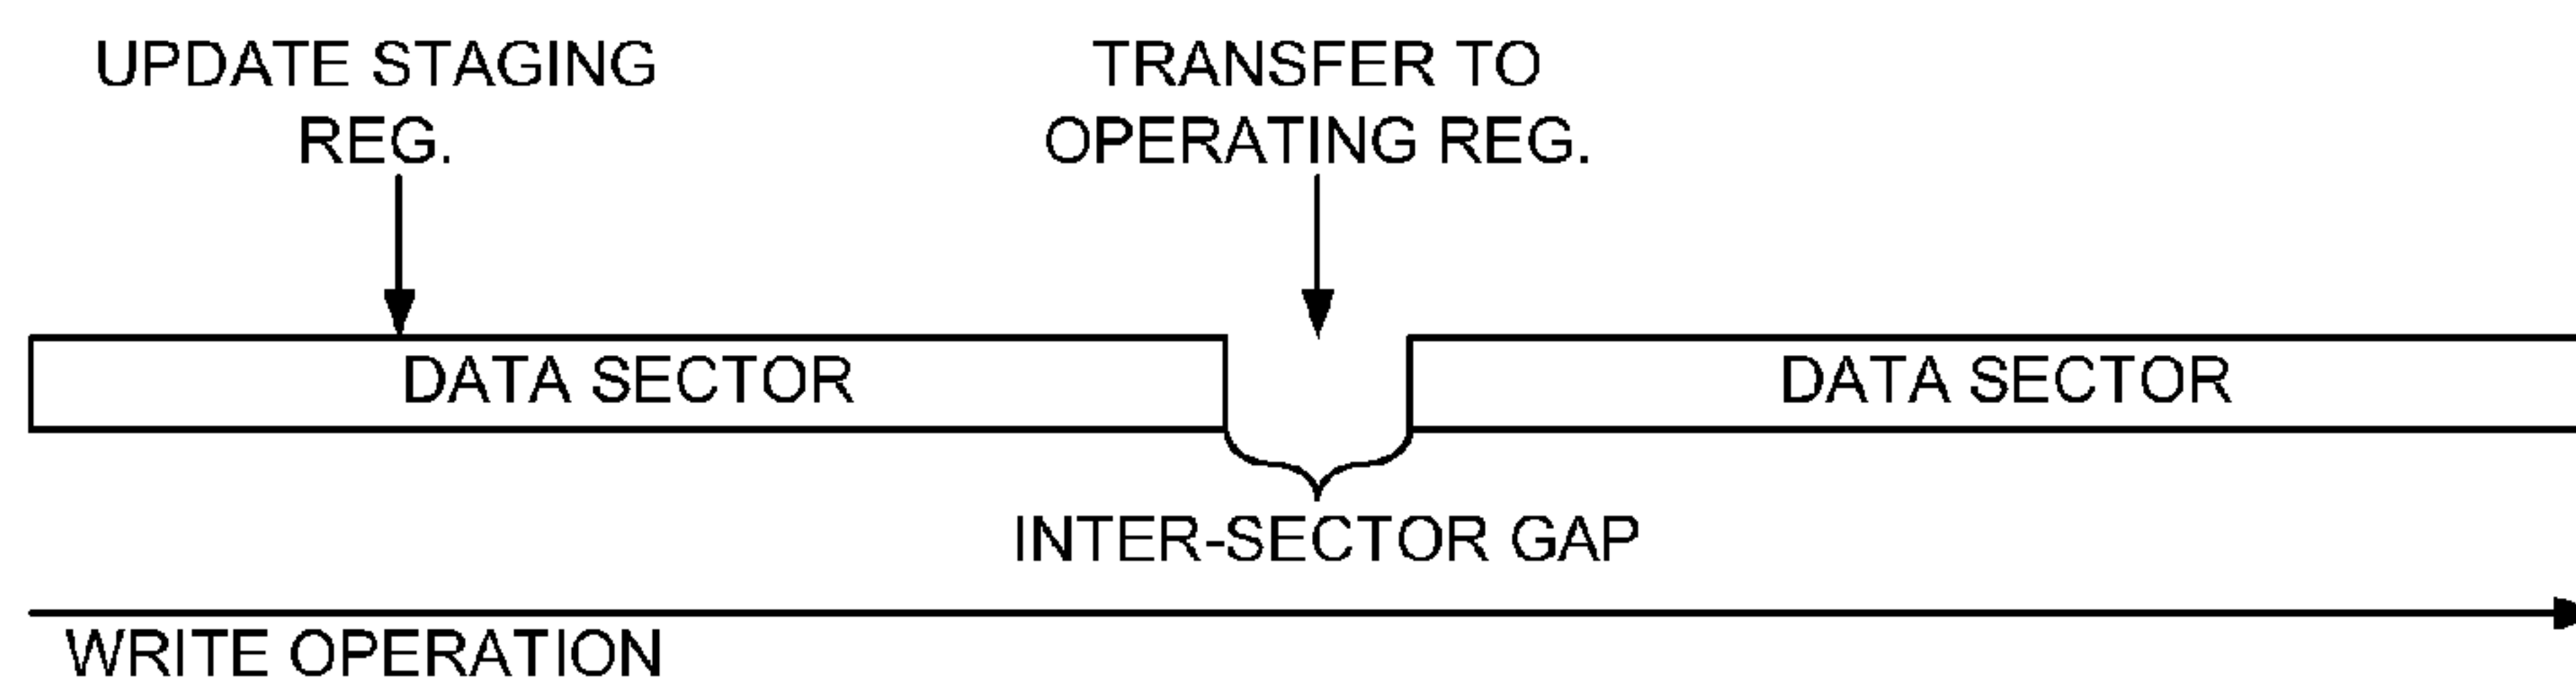 UPDATE STAGING
REG.
TRANSFER TO
OPERATING REG.
DATA SECTOR
DATA SECTOR
INTER-SECTOR GAP
WRITE OPERATION